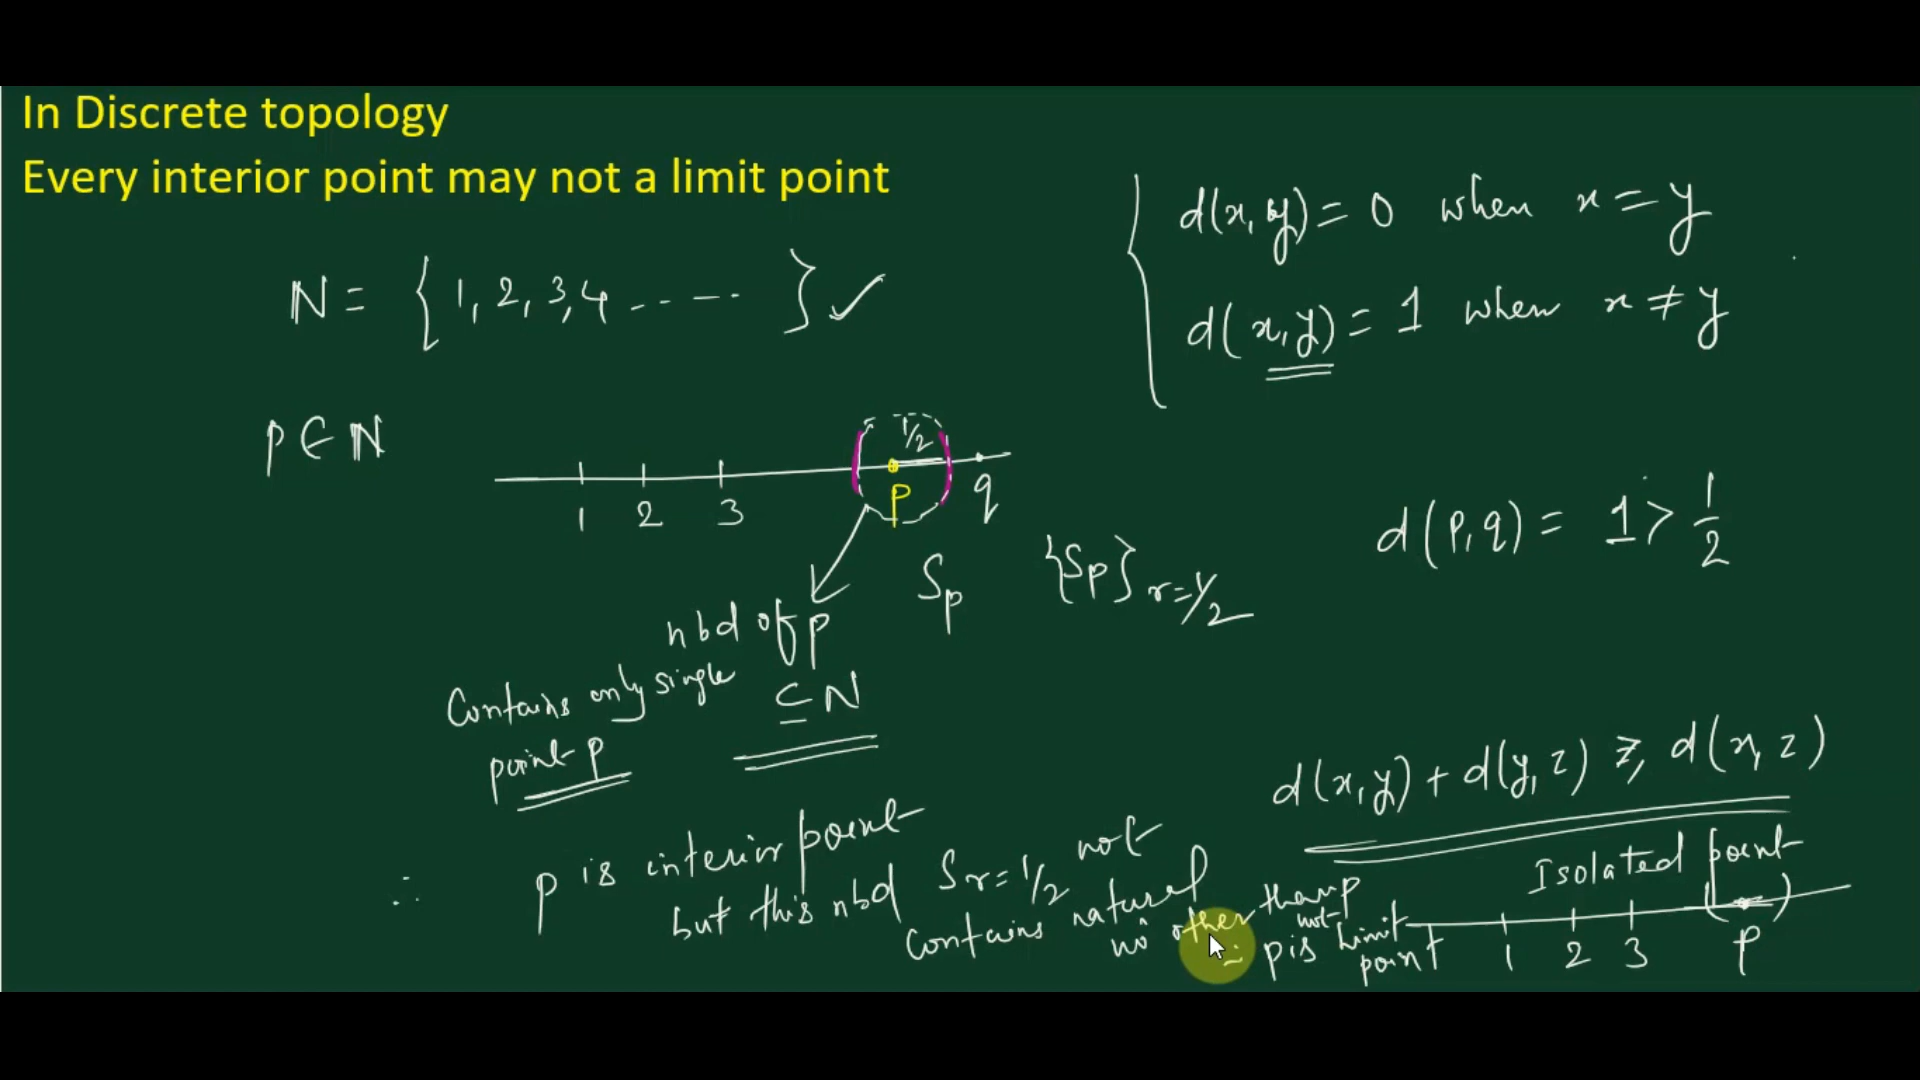 In Discrete topology
Every interior point may not a limit point
d(x, y) = 0 when x = y
N = { 1, 2, 3, 4 ------ } ✓
d(x, y) = 1 when x ≠ y
p ∈ N
1/2
1 2 3 P q
d(p, q) = 1 > 1/2
Sp {Sp} r=1/2
nbd of p
⊆ N
Contains only single
point p
d(x, y) + d(y, z) ≥ d(x, z)
∴ p is interior point
but this nbd Sr=1/2 not
contains natural
no other than p
∴ p is not limit
point
Isolated point
1 2 3 p